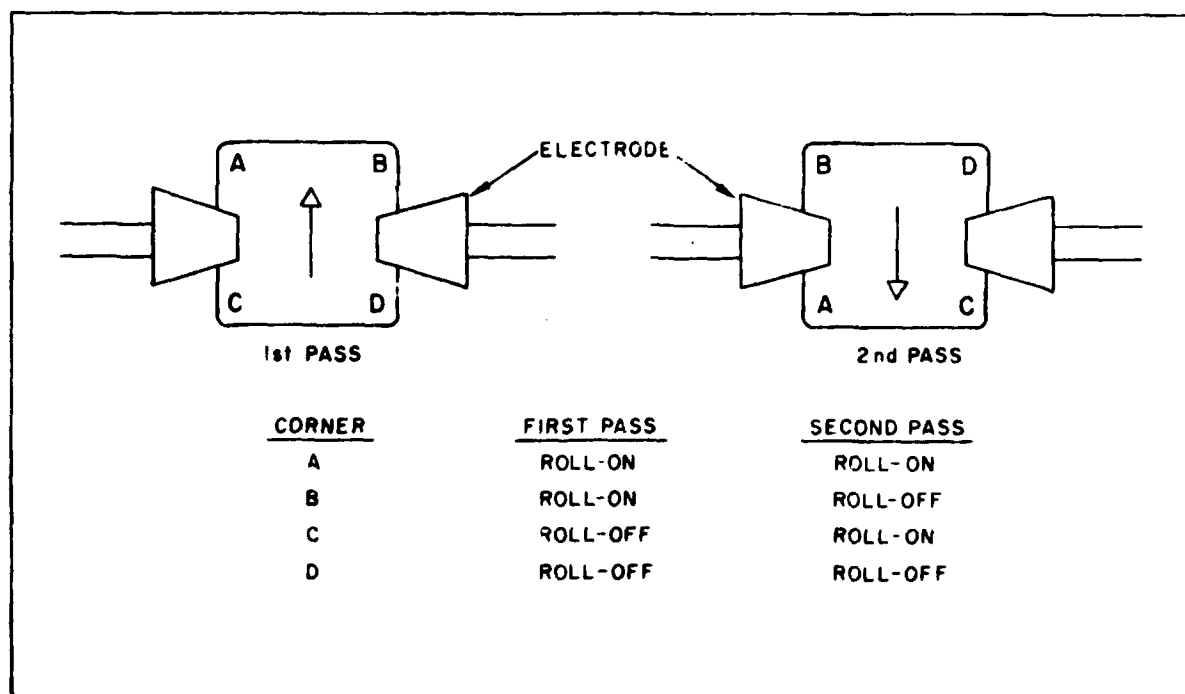 ELECTRODE
A B
C D
1st PASS
B D
A C
2nd PASS
CORNER FIRST PASS SECOND PASS
A ROLL-ON ROLL-ON
B ROLL-ON ROLL-OFF
C ROLL-OFF ROLL-ON
D ROLL-OFF ROLL-OFF